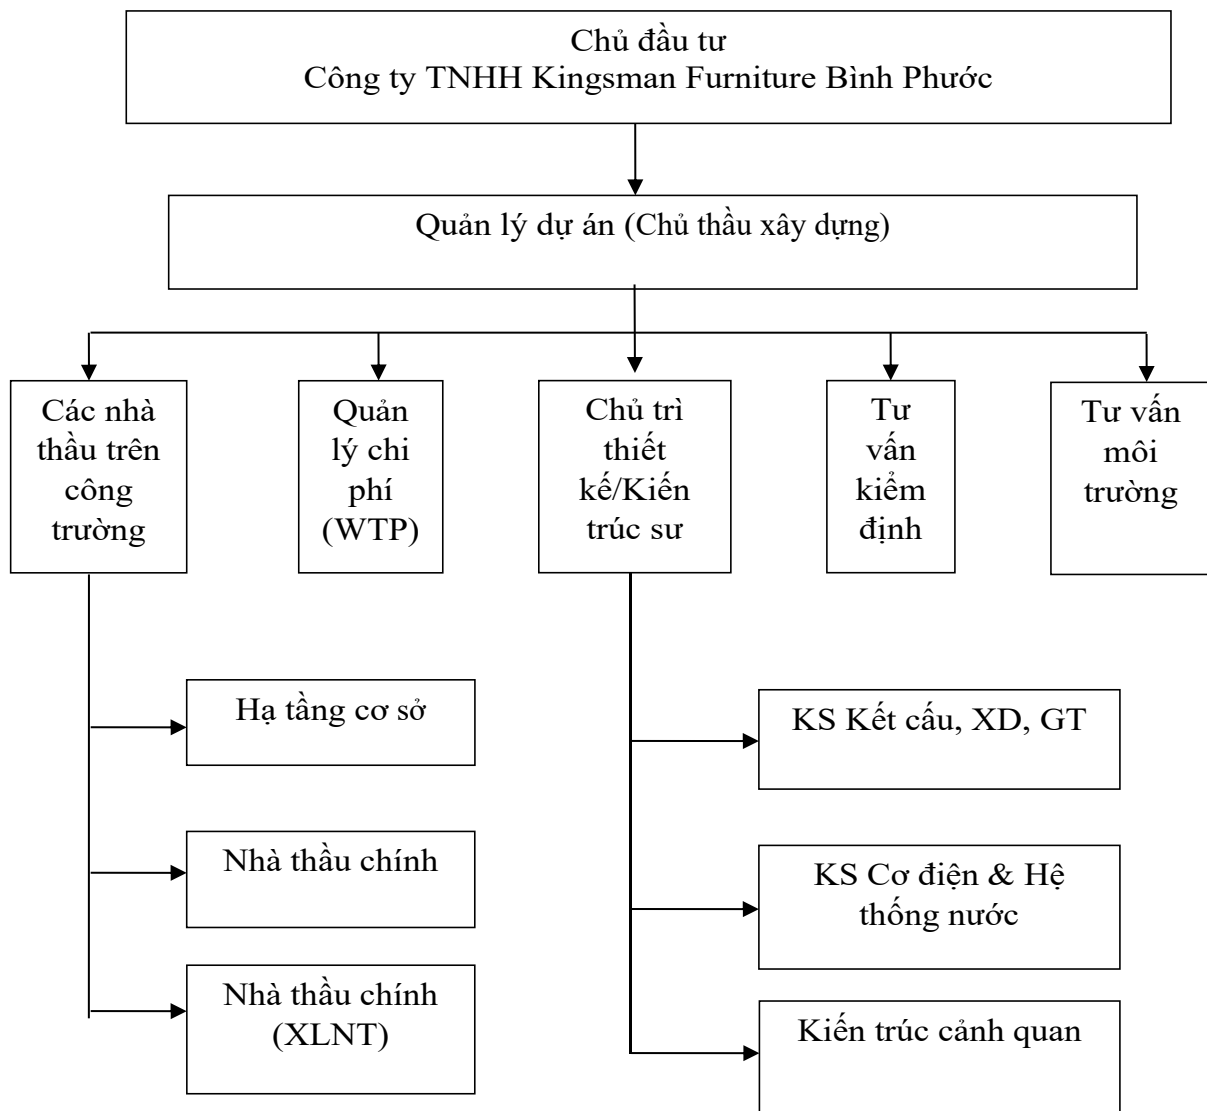 Chủ đầu tư
Công ty TNHH Kingsman Furniture Bình Phước
Quản lý dự án (Chủ thầu xây dựng)
Các nhà
thầu trên
công
trường
Quản
lý chi
phí
(WTP)
Chủ trì
thiết
kế/Kiến
trúc sư
Tư
vấn
kiểm
định
Tư vấn
môi
trường
Hạ tầng cơ sở
Nhà thầu chính
Nhà thầu chính
(XLNT)
KS Kết cấu, XD, GT
KS Cơ điện & Hệ
thống nước
Kiến trúc cảnh quan